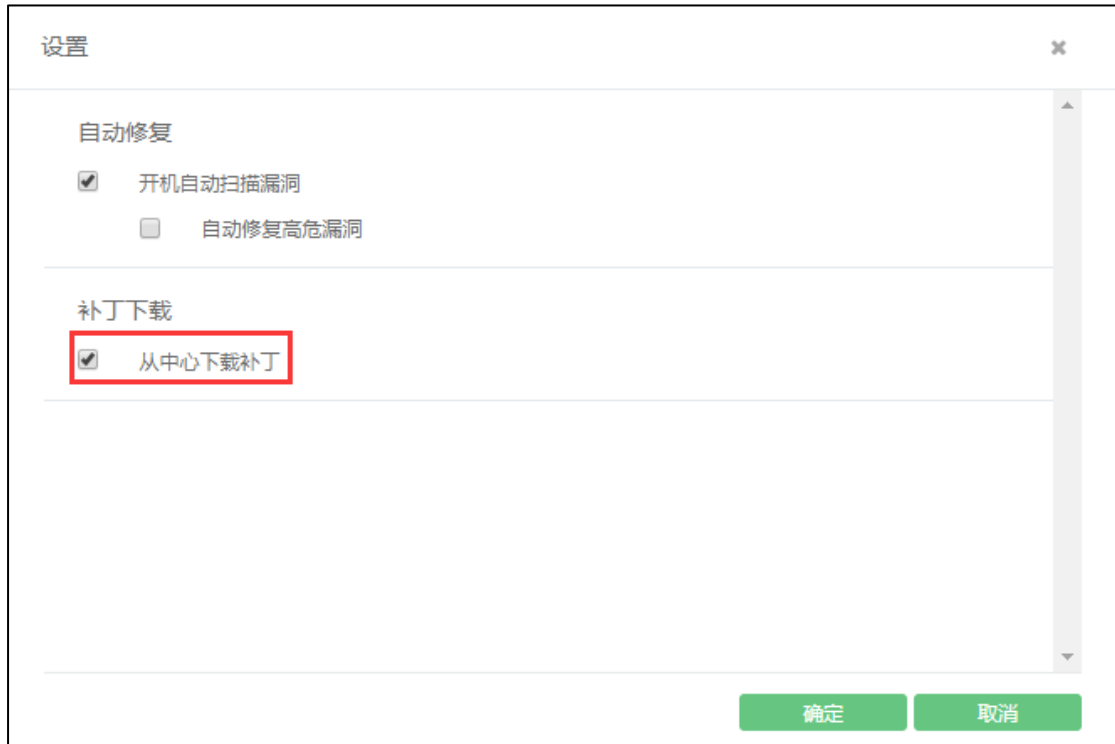 设置
自动修复
开机自动扫描漏洞
自动修复高危漏洞
补丁下载
从中心下载补丁
确定
取消